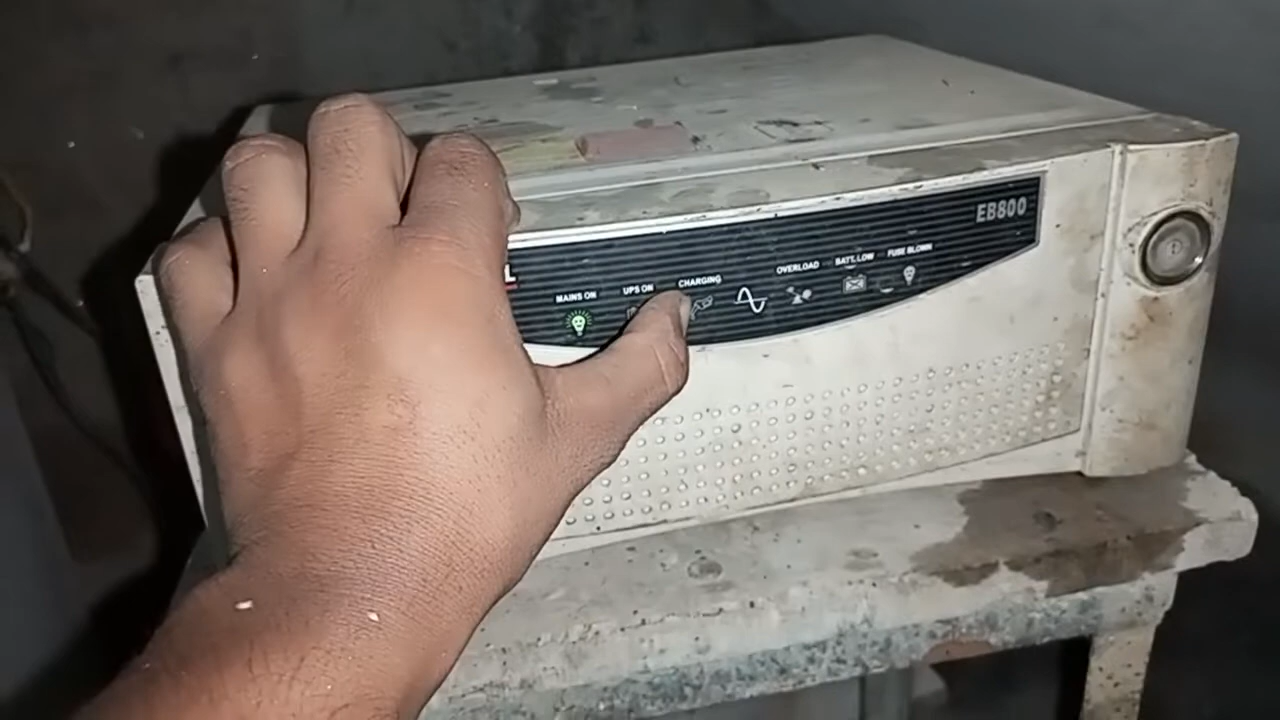 L
EB800
MAINS ON
UPS ON
CHARGING
OVERLOAD
BATT. LOW
FUSE BLOWN